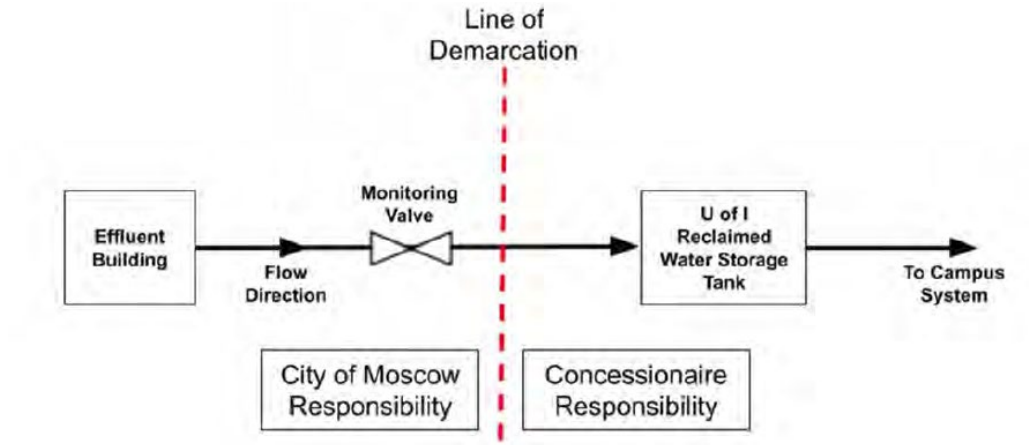 Line of
Demarcation
Monitoring
Valve
Effluent
Building
Flow
Direction
U of I
Reclaimed
Water Storage
Tank
To Campus
System
City of Moscow
Responsibility
Concessionaire
Responsibility